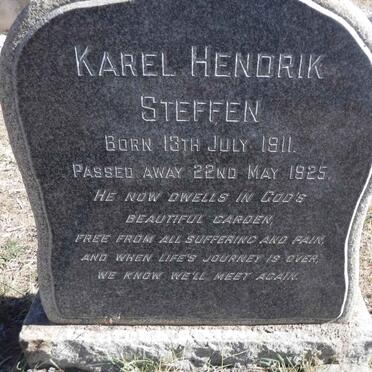 KAREL HENDRIK
STEFFEN
BORN 13TH JULY 1911.
PASSED AWAY 22ND MAY 1925.
HE NOW DWELLS IN GOD'S
BEAUTIFUL GARDEN,
FREE FROM ALL SUFFERING AND PAIN,
AND WHEN LIFE'S JOURNEY IS OVER,
WE KNOW WE'LL MEET AGAIN.